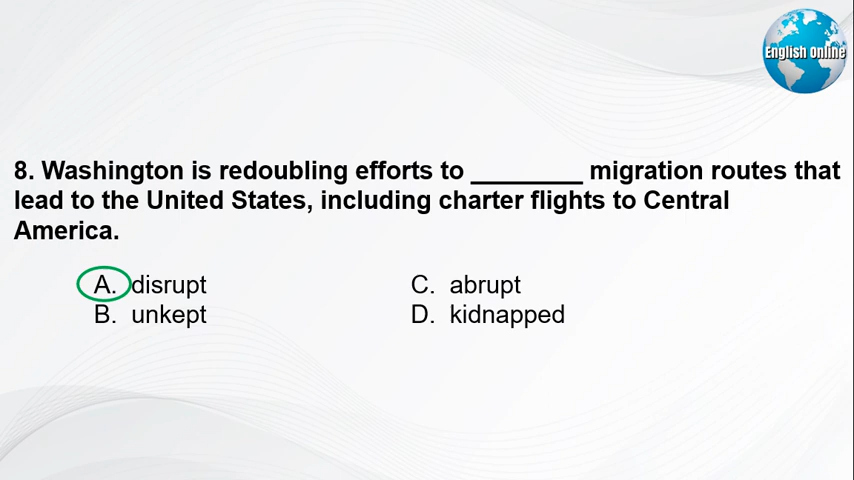 English Online
8. Washington is redoubling efforts to ________ migration routes that
lead to the United States, including charter flights to Central
America.
A. disrupt
B. unkept
C. abrupt
D. kidnapped